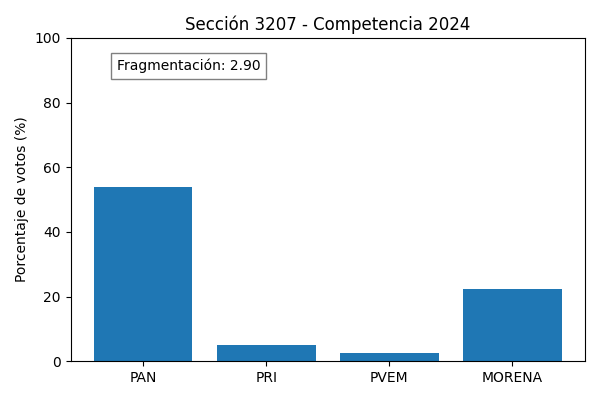 Sección 3207 - Competencia 2024
Fragmentación: 2.90
Porcentaje de votos (%)
100
80
60
40
20
0
PAN PRI PVEM MORENA